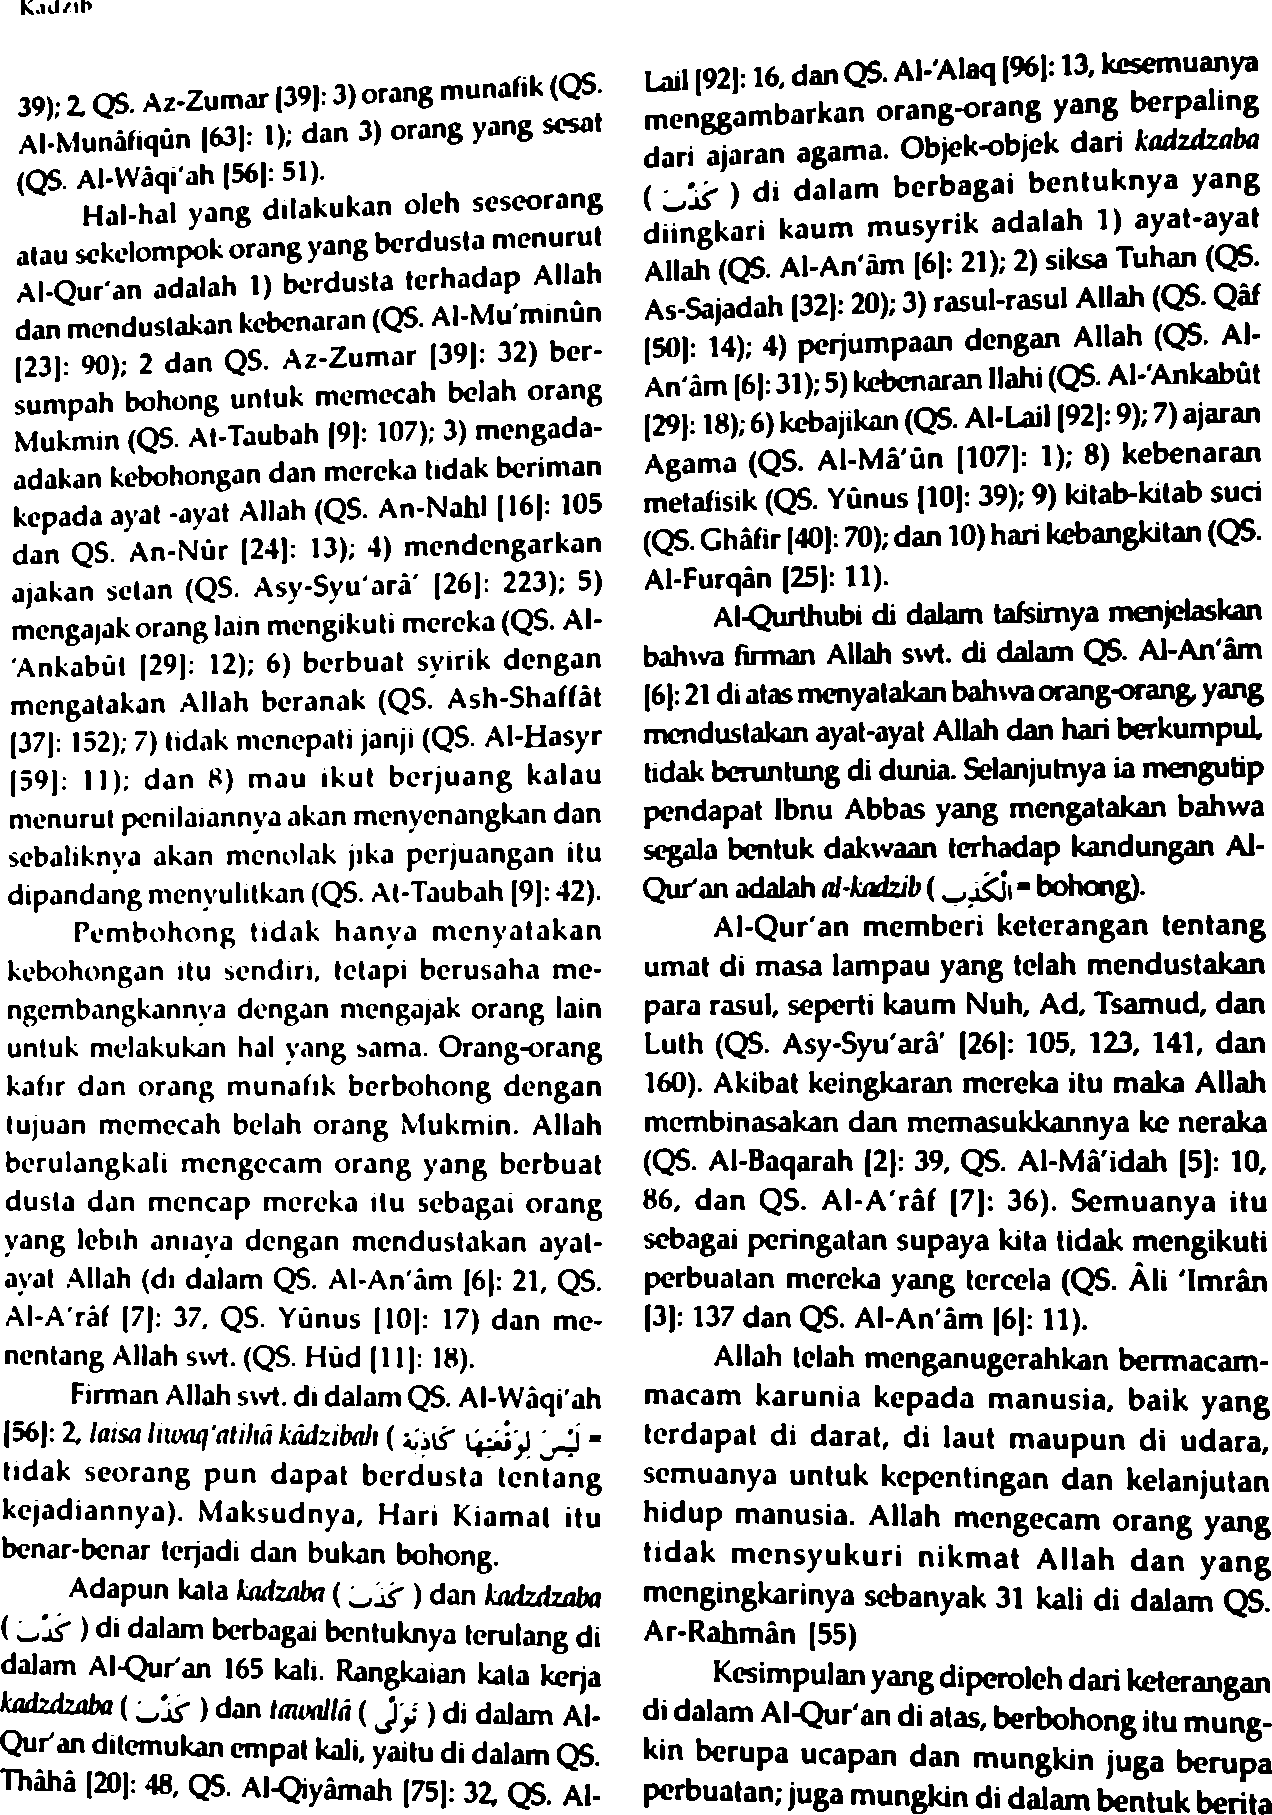 Kadzib
39); 2. QS. Az-Zumar [39]: 3) orang munafik (QS.
Al-Munâfiqûn [63]: 1); dan 3) orang yang sesat
(QS. Al-Wâqi'ah [56]: 51).
Hal-hal yang dilakukan oleh seseorang
atau sekelompok orang yang berdusta menurut
Al-Qur'an adalah 1) berdusta terhadap Allah
dan mendustakan kebenaran (QS. Al-Mu'minûn
[23]: 90); 2 dan QS. Az-Zumar [39]: 32) ber-
sumpah bohong untuk memecah belah orang
Mukmin (QS. At-Taubah [9]: 107); 3) mengada-
adakan kebohongan dan mereka tidak beriman
kepada ayat -ayat Allah (QS. An-Nahl [16]: 105
dan QS. An-Nûr [24]: 13); 4) mendengarkan
ajakan setan (QS. Asy-Syu'arâ' [26]: 223); 5)
mengajak orang lain mengikuti mereka (QS. Al-
'Ankabût [29]: 12); 6) berbuat syirik dengan
mengatakan Allah beranak (QS. Ash-Shaffât
[37]: 152); 7) tidak menepati janji (QS. Al-Hasyr
[59]: 11); dan 8) mau ikut berjuang kalau
menurut penilaiannya akan menyenangkan dan
sebaliknya akan menolak jika perjuangan itu
dipandang menyulitkan (QS. At-Taubah [9]: 42).
Pembohong tidak hanya menyatakan
kebohongan itu sendiri, tetapi berusaha me-
ngembangkannya dengan mengajak orang lain
untuk melakukan hal yang sama. Orang-orang
kafir dan orang munafik berbohong dengan
tujuan memecah belah orang Mukmin. Allah
berulangkali mengecam orang yang berbuat
dusta dan mencap mereka itu sebagai orang
yang lebih aniaya dengan mendustakan ayat-
ayat Allah (di dalam QS. Al-An'âm [6]: 21, QS.
Al-A'râf [7]: 37, QS. Yûnus [10]: 17) dan me-
nentang Allah swt. (QS. Hûd [11]: 18).
Firman Allah swt. di dalam QS. Al-Wâqi'ah
[56]: 2, laisa liwaq'atihâ kâdzibah ( لَيْسَ لِوَقْعَتِهَا كَاذِبَة =
tidak seorang pun dapat berdusta tentang
kejadiannya). Maksudnya, Hari Kiamat itu
benar-benar terjadi dan bukan bohong.
Adapun kata kadzaba ( كَذَبَ ) dan kadzdzaba
( كَذَّبَ ) di dalam berbagai bentuknya terulang di
dalam Al-Qur'an 165 kali. Rangkaian kata kerja
kadzdzaba ( كَذَّبَ ) dan tawallâ ( تَوَلَّى ) di dalam Al-
Qur'an ditemukan empat kali, yaitu di dalam QS.
Thâhâ [20]: 48, QS. Al-Qiyâmah [75]: 32, QS. Al-
Lail [92]: 16, dan QS. Al-'Alaq [96]: 13, kesemuanya
menggambarkan orang-orang yang berpaling
dari ajaran agama. Objek-objek dari kadzdzaba
( كَذَّبَ ) di dalam berbagai bentuknya yang
diingkari kaum musyrik adalah 1) ayat-ayat
Allah (QS. Al-An'âm [6]: 21); 2) siksa Tuhan (QS.
As-Sajadah [32]: 20); 3) rasul-rasul Allah (QS. Qâf
[50]: 14); 4) perjumpaan dengan Allah (QS. Al-
An'âm [6]: 31); 5) kebenaran Ilahi (QS. Al-'Ankabût
[29]: 18); 6) kebajikan (QS. Al-Lail [92]: 9); 7) ajaran
Agama (QS. Al-Mâ'ûn [107]: 1); 8) kebenaran
metafisik (QS. Yûnus [10]: 39); 9) kitab-kitab suci
(QS. Ghâfir [40]: 70); dan 10) hari kebangkitan (QS.
Al-Furqân [25]: 11).
Al-Qurthubi di dalam tafsirnya menjelaskan
bahwa firman Allah swt. di dalam QS. Al-An'âm
[6]: 21 di atas menyatakan bahwa orang-orang, yang
mendustakan ayat-ayat Allah dan hari berkumpul,
tidak beruntung di dunia. Selanjutnya ia mengutip
pendapat Ibnu Abbas yang mengatakan bahwa
segala bentuk dakwaan terhadap kandungan Al-
Qur'an adalah al-kadzib ( الْكَذِب = bohong).
Al-Qur'an memberi keterangan tentang
umat di masa lampau yang telah mendustakan
para rasul, seperti kaum Nuh, Ad, Tsamud, dan
Luth (QS. Asy-Syu'arâ' [26]: 105, 123, 141, dan
160). Akibat keingkaran mereka itu maka Allah
membinasakan dan memasukkannya ke neraka
(QS. Al-Baqarah [2]: 39, QS. Al-Mâ'idah [5]: 10,
86, dan QS. Al-A'râf [7]: 36). Semuanya itu
sebagai peringatan supaya kita tidak mengikuti
perbuatan mereka yang tercela (QS. Âli 'Imrân
[3]: 137 dan QS. Al-An'âm [6]: 11).
Allah telah menganugerahkan bermacam-
macam karunia kepada manusia, baik yang
terdapat di darat, di laut maupun di udara,
semuanya untuk kepentingan dan kelanjutan
hidup manusia. Allah mengecam orang yang
tidak mensyukuri nikmat Allah dan yang
mengingkarinya sebanyak 31 kali di dalam QS.
Ar-Rahmân [55)
Kesimpulan yang diperoleh dari keterangan
di dalam Al-Qur'an di atas, berbohong itu mung-
kin berupa ucapan dan mungkin juga berupa
perbuatan; juga mungkin di dalam bentuk berita